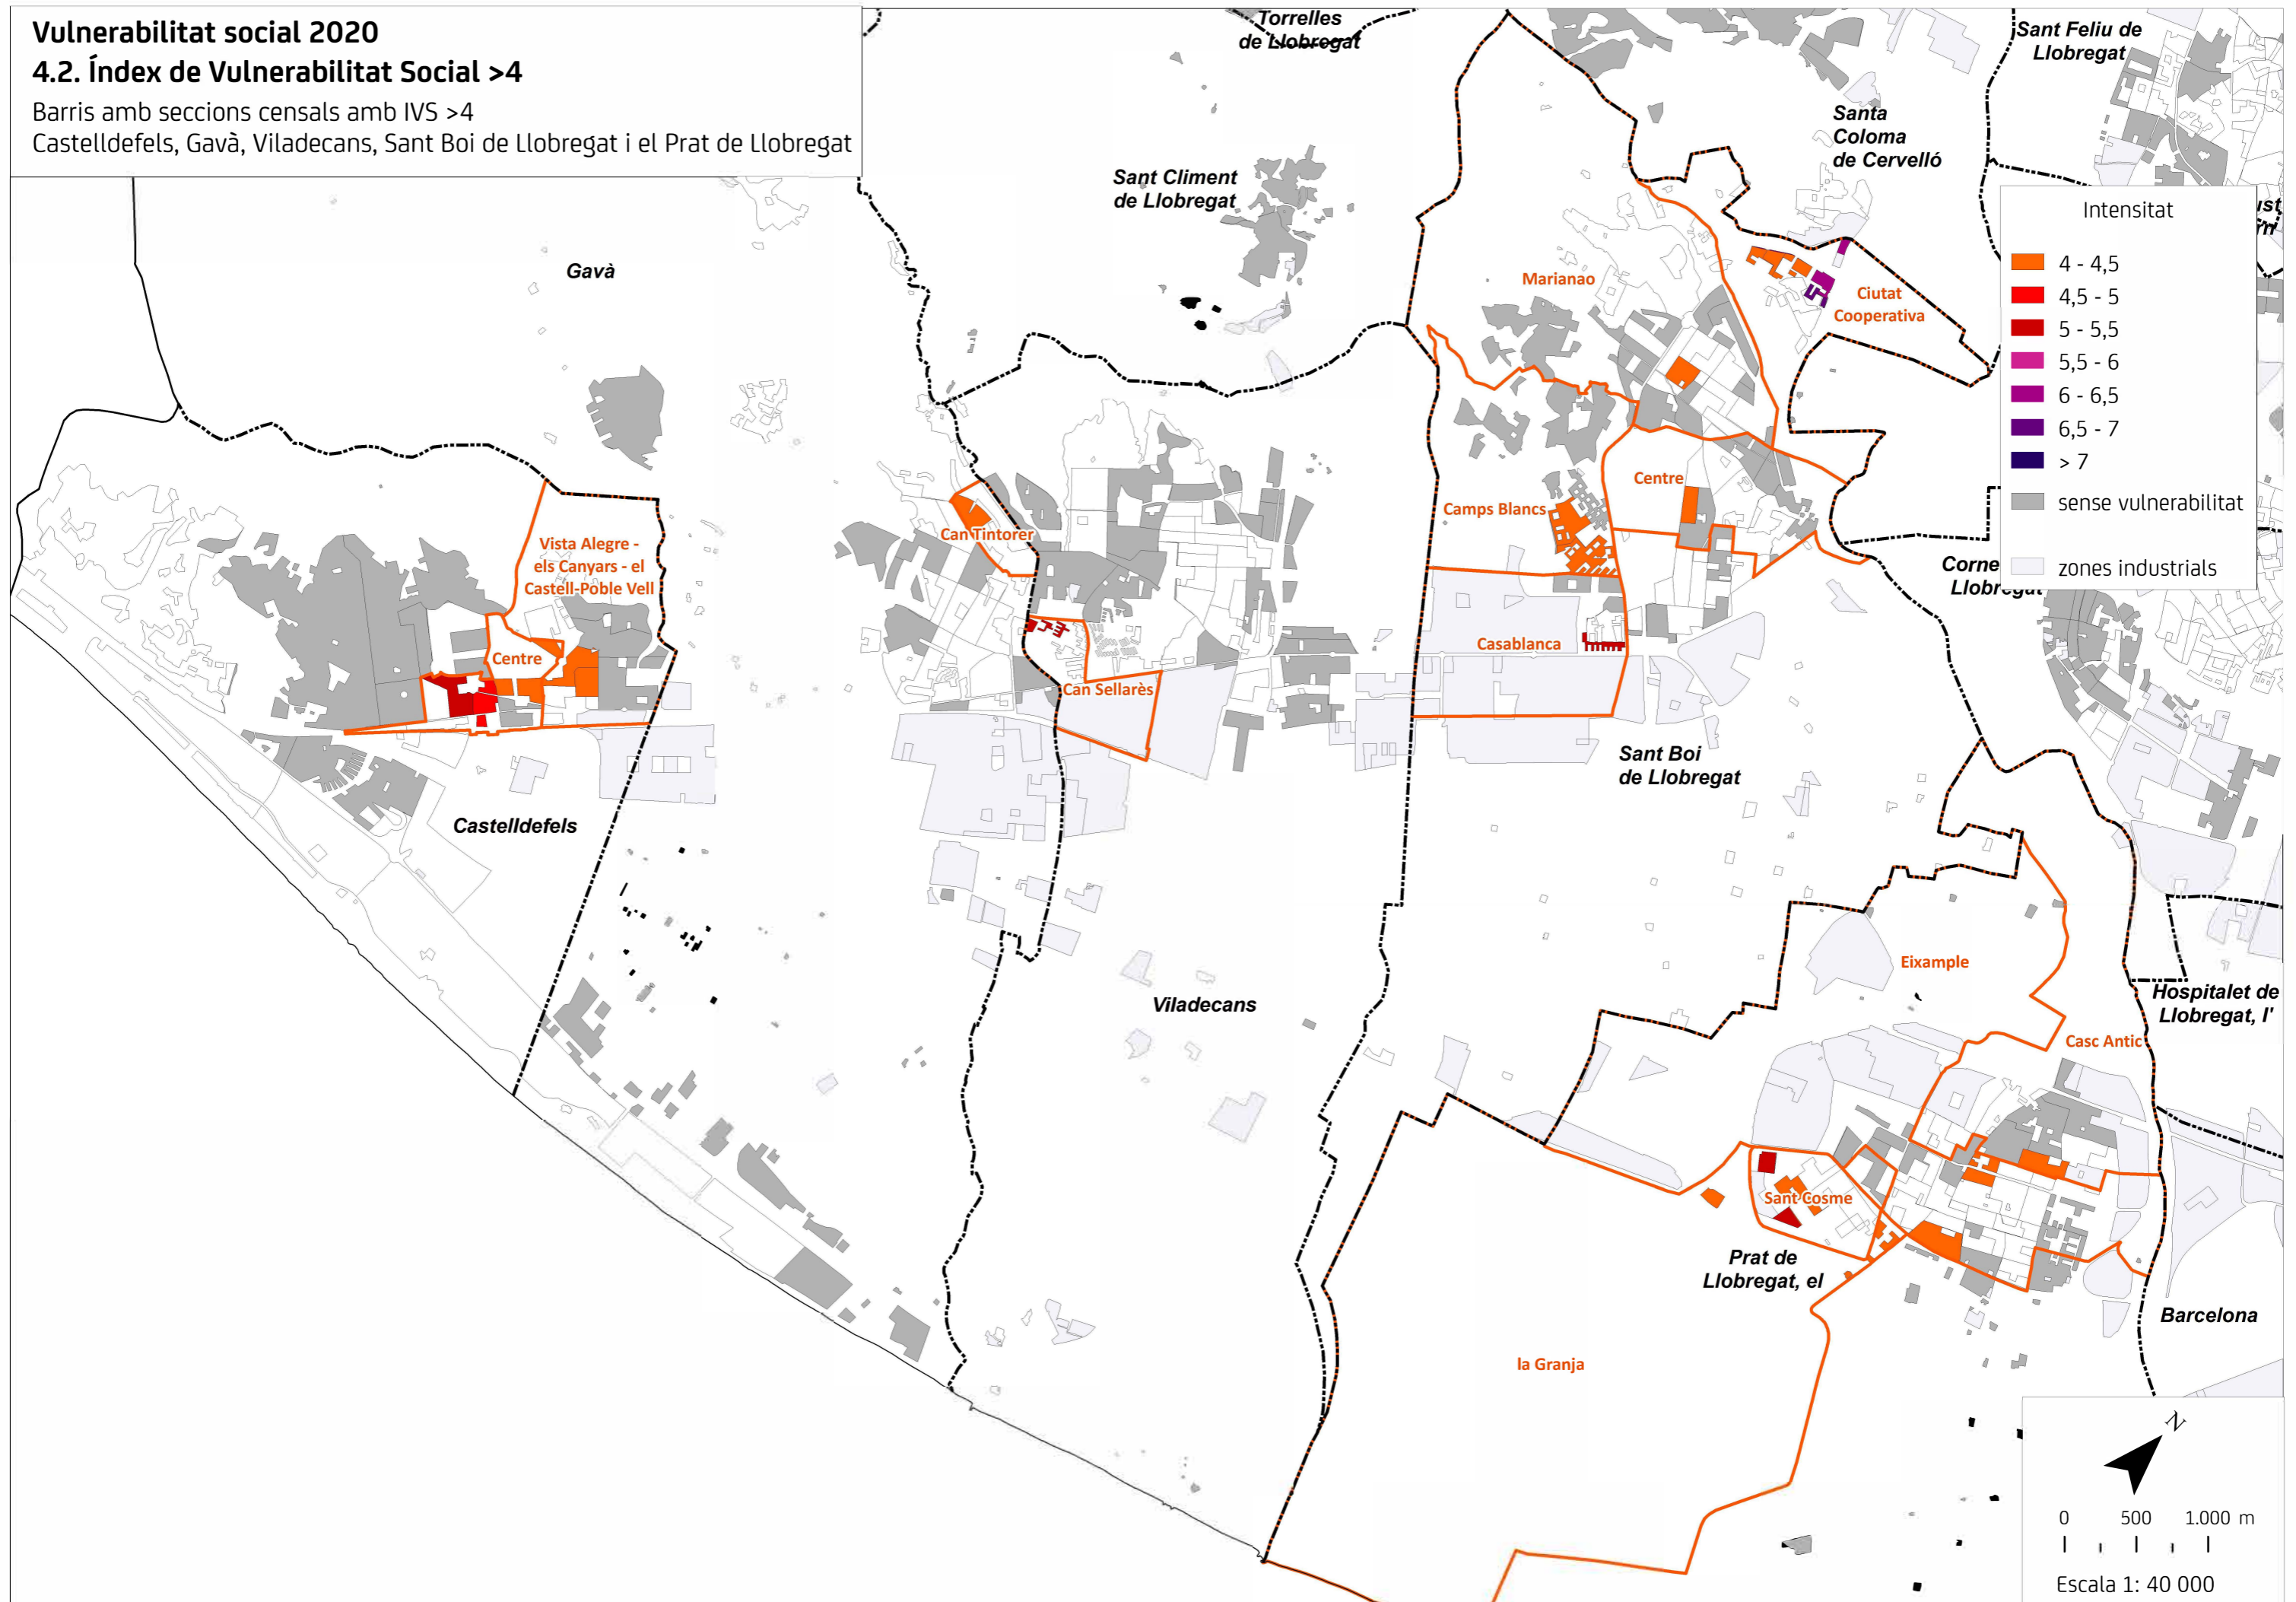 Vulnerabilitat social 2020
4.2. Índex de Vulnerabilitat Social >4
Barris amb seccions censals amb IVS >4
Castelldefels, Gavà, Viladecans, Sant Boi de Llobregat i el Prat de Llobregat
Torrelles
de Llobregat
Sant Feliu de
Llobregat
Santa
Coloma
de Cervelló
Sant Climent
de Llobregat
Gavà
Marianao
Ciutat
Cooperativa
Intensitat
4 - 4,5
4,5 - 5
5 - 5,5
5,5 - 6
6 - 6,5
6,5 - 7
> 7
sense vulnerabilitat
zones industrials
Centre
Camps Blancs
Can Tintorer
Vista Alegre -
els Canyars - el
Castell-Poble Vell
Corne
Llobregat
Centre
Casablanca
Can Sellarès
Sant Boi
de Llobregat
Castelldefels
Eixample
Viladecans
Hospitalet de
Llobregat, l'
Casc Antic
Sant Cosme
Prat de
Llobregat, el
Barcelona
la Granja
N
0 500 1.000 m
Escala 1: 40 000